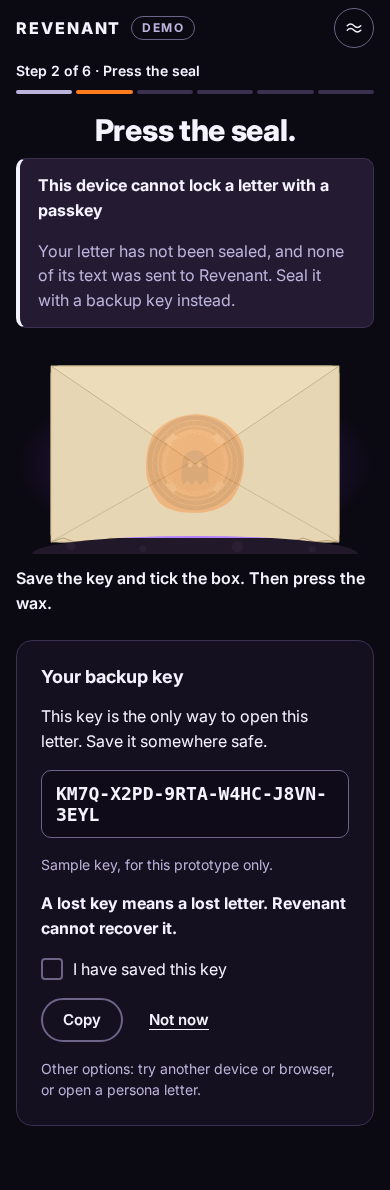 REVENANT DEMO
Step 2 of 6 · Press the seal
Press the seal.
This device cannot lock a letter with a
passkey
Your letter has not been sealed, and none
of its text was sent to Revenant. Seal it
with a backup key instead.
Save the key and tick the box. Then press the
wax.
Your backup key
This key is the only way to open this
letter. Save it somewhere safe.
KM7Q-X2PD-9RTA-W4HC-J8VN-
3EYL
Sample key, for this prototype only.
A lost key means a lost letter. Revenant
cannot recover it.
I have saved this key
Copy Not now
Other options: try another device or browser,
or open a persona letter.